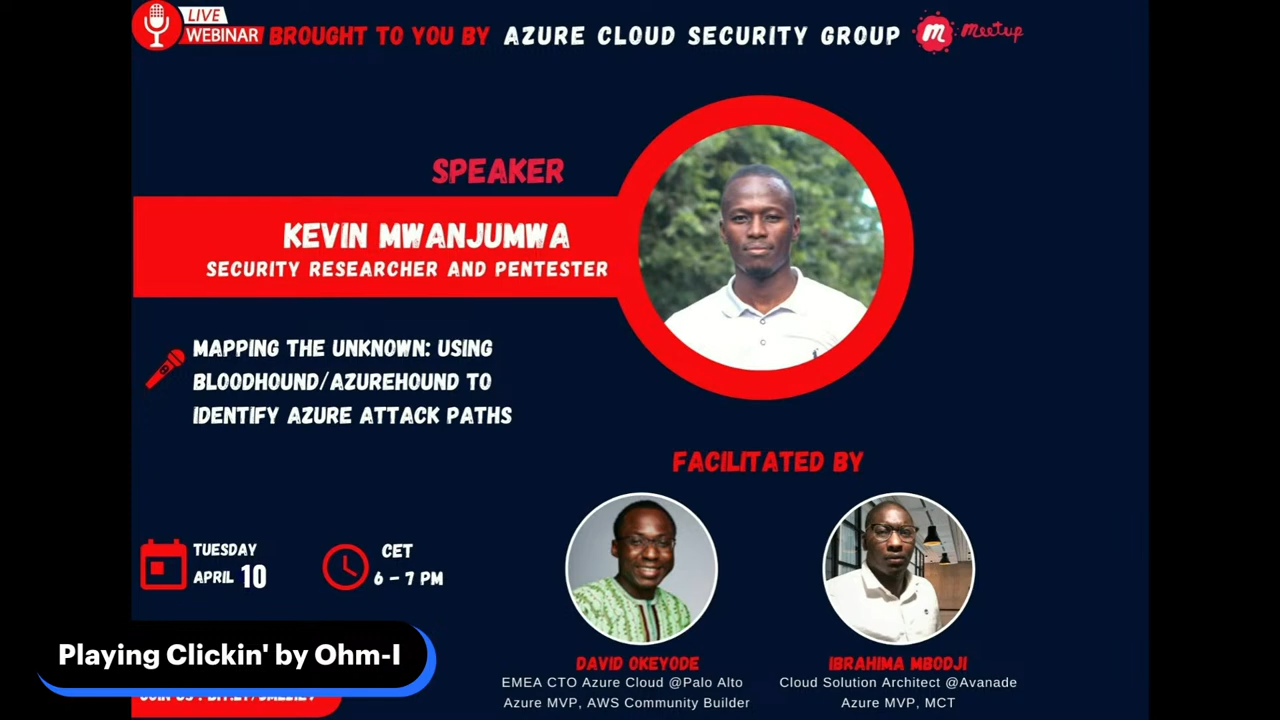 LIVE
WEBINAR
BROUGHT TO YOU BY AZURE CLOUD SECURITY GROUP
m meetup
SPEAKER
KEVIN MWANJUMWA
SECURITY RESEARCHER AND PENTESTER
MAPPING THE UNKNOWN: USING
BLOODHOUND/AZUREHOUND TO
IDENTIFY AZURE ATTACK PATHS
FACILITATED BY
TUESDAY
APRIL 10
CET
6 – 7 PM
DAVID OKEYODE
EMEA CTO Azure Cloud @Palo Alto
Azure MVP, AWS Community Builder
IBRAHIMA MBODJI
Cloud Solution Architect @Avanade
Azure MVP, MCT
Playing Clickin' by Ohm-I